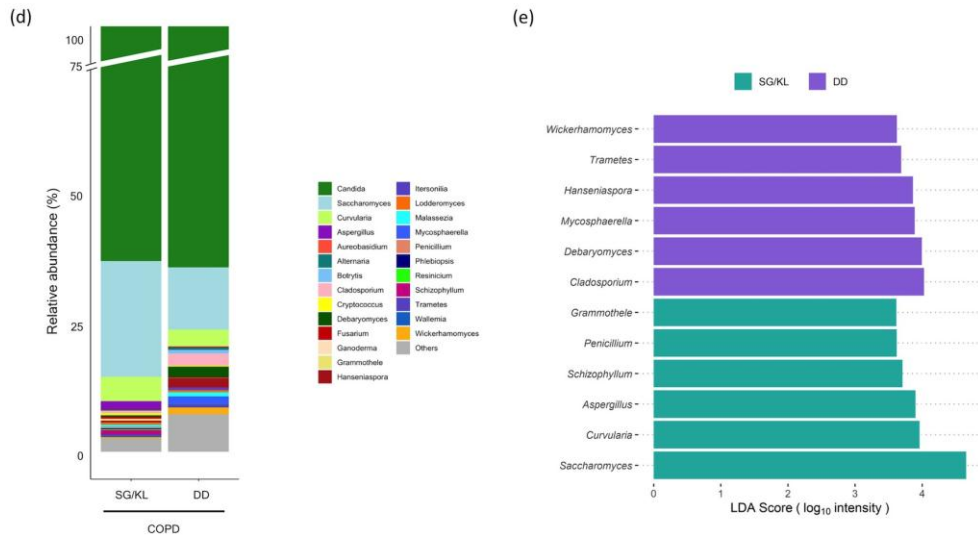 (d)
100
75
50
25
0
Relative abundance (%)
SG/KL DD
COPD
Candida
Saccharomyces
Curvularia
Aspergillus
Aureobasidium
Alternaria
Botrytis
Cladosporium
Cryptococcus
Debaryomyces
Fusarium
Ganoderma
Grammothele
Hanseniaspora
Itersonilia
Lodderomyces
Malassezia
Mycosphaerella
Penicillium
Phlebiopsis
Resinicium
Schizophyllum
Trametes
Wallemia
Wickerhamomyces
Others
(e)
SG/KL DD
Wickerhamomyces
Trametes
Hanseniaspora
Mycosphaerella
Debaryomyces
Cladosporium
Grammothele
Penicillium
Schizophyllum
Aspergillus
Curvularia
Saccharomyces
0 1 2 3 4
LDA Score ( log10 intensity )